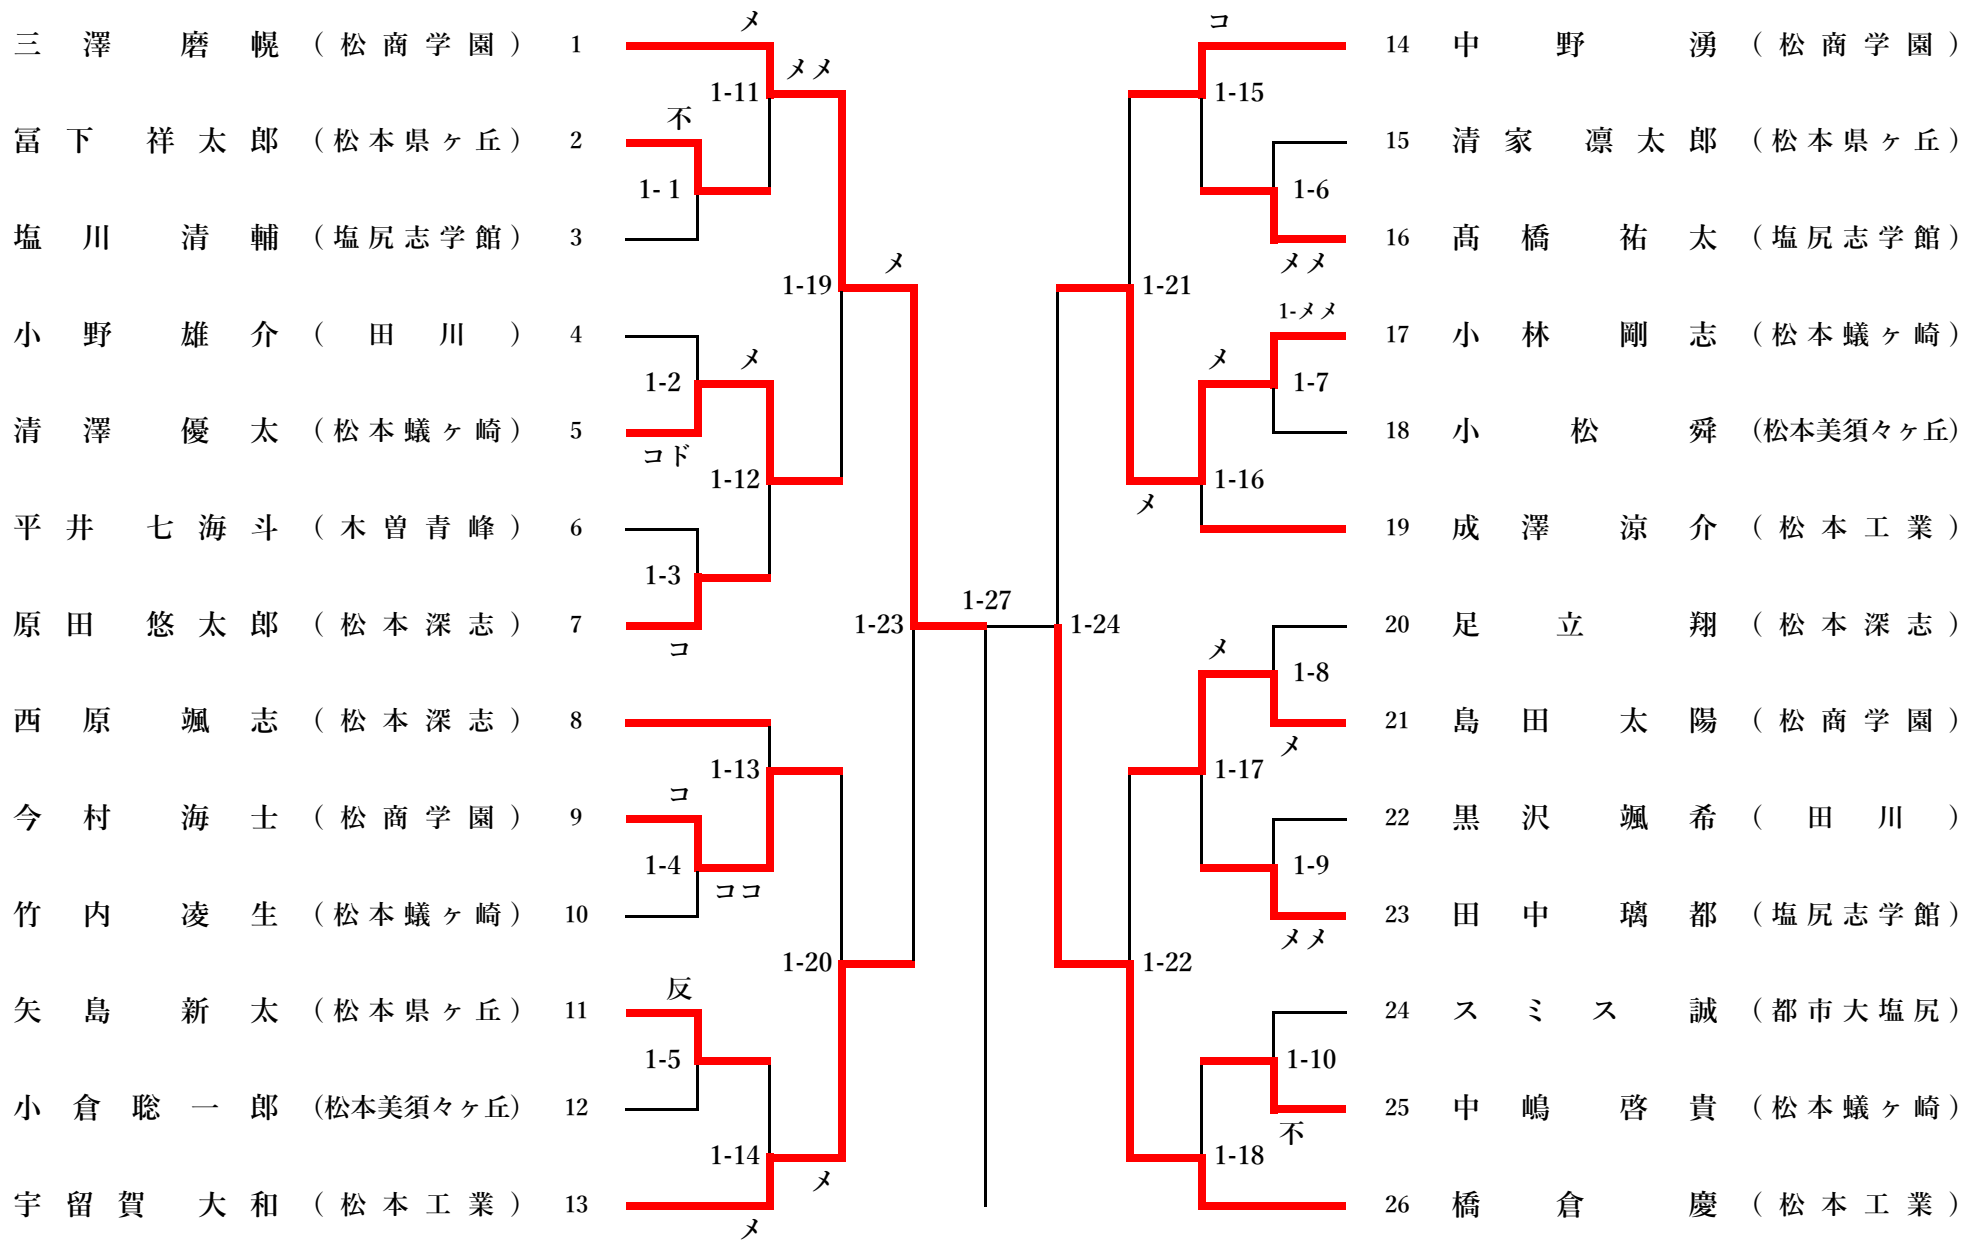 三澤 磨幌 (松商学園) 1
冨下 祥太郎 (松本県ヶ丘) 2
塩川 清輔 (塩尻志学館) 3
小野 雄介 (田川) 4
清澤 優太 (松本蟻ヶ崎) 5
平井 七海斗 (木曽青峰) 6
原田 悠太郎 (松本深志) 7
西原 颯志 (松本深志) 8
今村 海士 (松商学園) 9
竹内 凌生 (松本蟻ヶ崎) 10
矢島 新太 (松本県ヶ丘) 11
小倉 聡一郎 (松本美須々ヶ丘) 12
宇留賀 大和 (松本工業) 13
メ
メメ
1-11
不
1- 1
1-19
メ
1-2
メ
コド
1-12
1-3
コ
1-23
1-13
コ
1-4
ココ
1-20
反
1-5
1-14
メ
メ
1-27
コ
1-15
1-6
メメ
1-21
1-メメ
メ
1-7
メ
1-16
1-24
メ
1-8
メ
1-17
1-9
メメ
1-22
1-10
不
1-18
14 中野 湧 (松商学園)
15 清家 凛太郎 (松本県ヶ丘)
16 髙橋 祐太 (塩尻志学館)
17 小林 剛志 (松本蟻ヶ崎)
18 小松 舜 (松本美須々ヶ丘)
19 成澤 涼介 (松本工業)
20 足立 翔 (松本深志)
21 島田 太陽 (松商学園)
22 黒沢 颯希 (田川)
23 田中 璃都 (塩尻志学館)
24 スミス 誠 (都市大塩尻)
25 中嶋 啓貴 (松本蟻ヶ崎)
26 橋倉 慶 (松本工業)